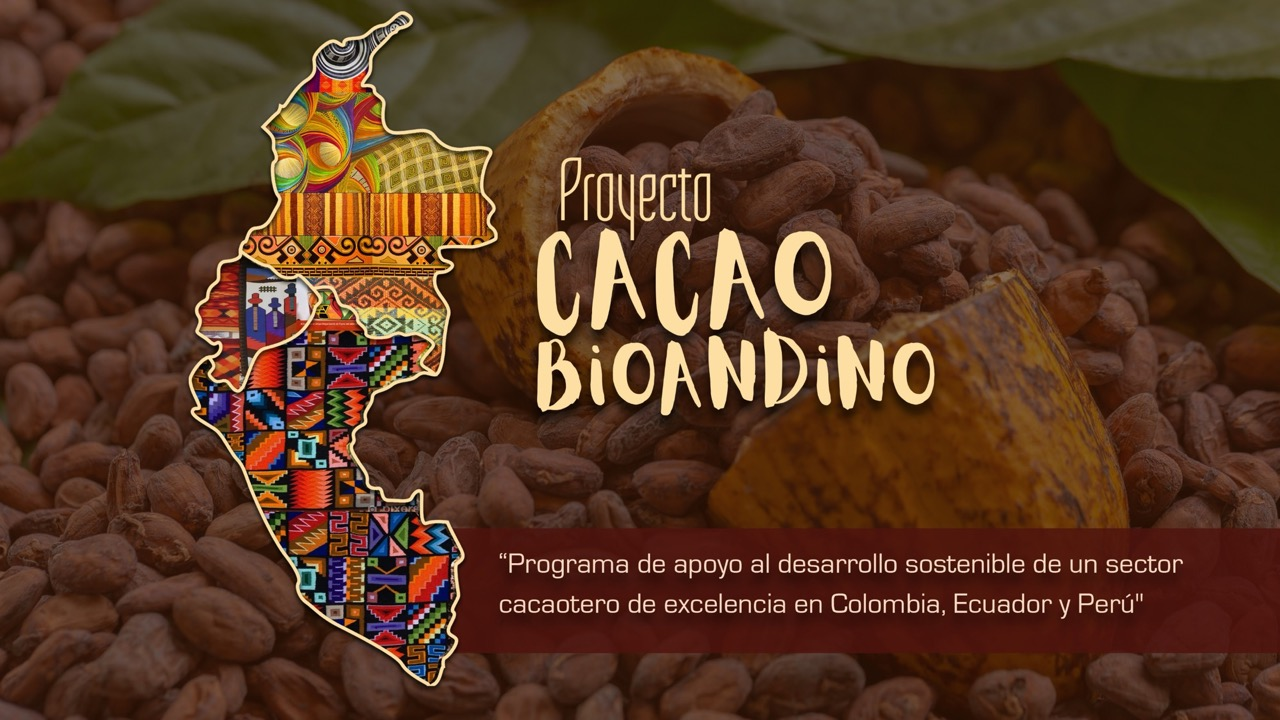 Proyecto
CACAO
BiOANDiNO
“Programa de apoyo al desarrollo sostenible de un sector
cacaotero de excelencia en Colombia, Ecuador y Perú"